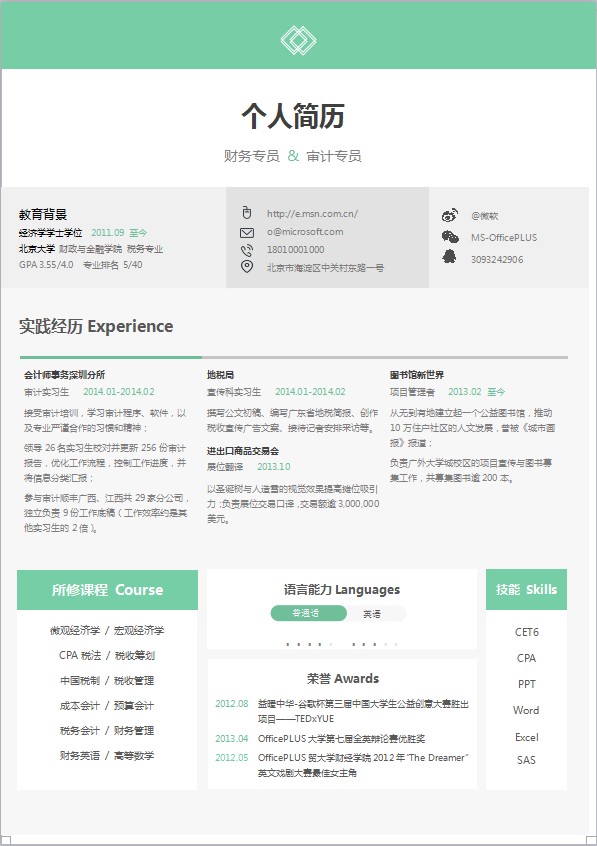 个人简历
财务专员 & 审计专员
教育背景
经济学学士学位 2011.09 至今
北京大学 财政与金融学院 税务专业
GPA 3.55/4.0 专业排名 5/40
http://e.msn.com.cn/
o@microsoft.com
18010001000
北京市海淀区中关村东路一号
@微软
MS-OfficePLUS
3093242906
实践经历 Experience
会计师事务深圳分所
审计实习生 2014.01-2014.02
接受审计培训，学习审计程序、软件，以
及专业严谨合作的习惯和精神；
领导 26 名实习生校对并更新 256 份审计
报告，优化工作流程，控制工作进度，并
将信息分类汇报；
参与审计顺丰广西、江西共 29 家分公司，
独立负责 9 份工作底稿（工作效率约是其
他实习生的 2 倍）。
地税局
宣传科实习生 2014.01-2014.02
撰写公文初稿、编写广东省地税简报、创作
税收宣传广告文案、接待记者安排采访等。
进出口商品交易会
展位翻译 2013.10
以圣诞树与人造雪的视觉效果提高摊位吸引
力；负责展位交易口译，交易额逾 3,000,000
美元。
图书馆新世界
项目管理者 2013.02 至今
从无到有地建立起一个公益图书馆，推动
10 万住户社区的人文发展，曾被《城市画
报》报道；
负责广外大学城校区的项目宣传与图书募
集工作，共募集图书逾 200 本。
所修课程 Course
微观经济学 / 宏观经济学
CPA 税法 / 税收筹划
中国税制 / 税收管理
成本会计 / 预算会计
税务会计 / 财务管理
财务英语 / 高等数学
语言能力 Languages
普通话 英语
荣誉 Awards
2012.08 益暖中华-谷歌杯第三届中国大学生公益创意大赛胜出
项目——TEDxYUE
2013.04 OfficePLUS 大学第七届全英辩论赛优胜奖
2012.05 OfficePLUS 贸大学财经学院 2012 年 "The Dreamer"
英文戏剧大赛最佳女主角
技能 Skills
CET6
CPA
PPT
Word
Excel
SAS